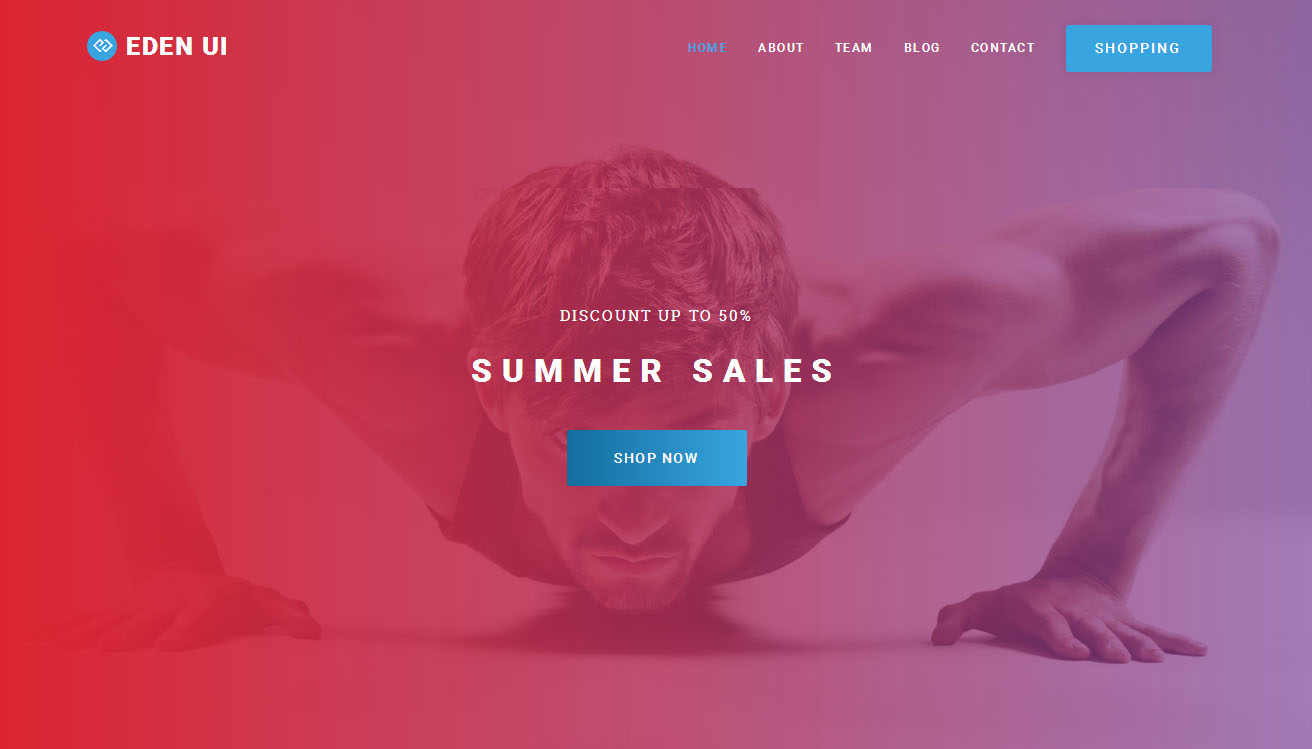 EDEN UI
HOME ABOUT TEAM BLOG CONTACT SHOPPING
DISCOUNT UP TO 50%
SUMMER SALES
SHOP NOW